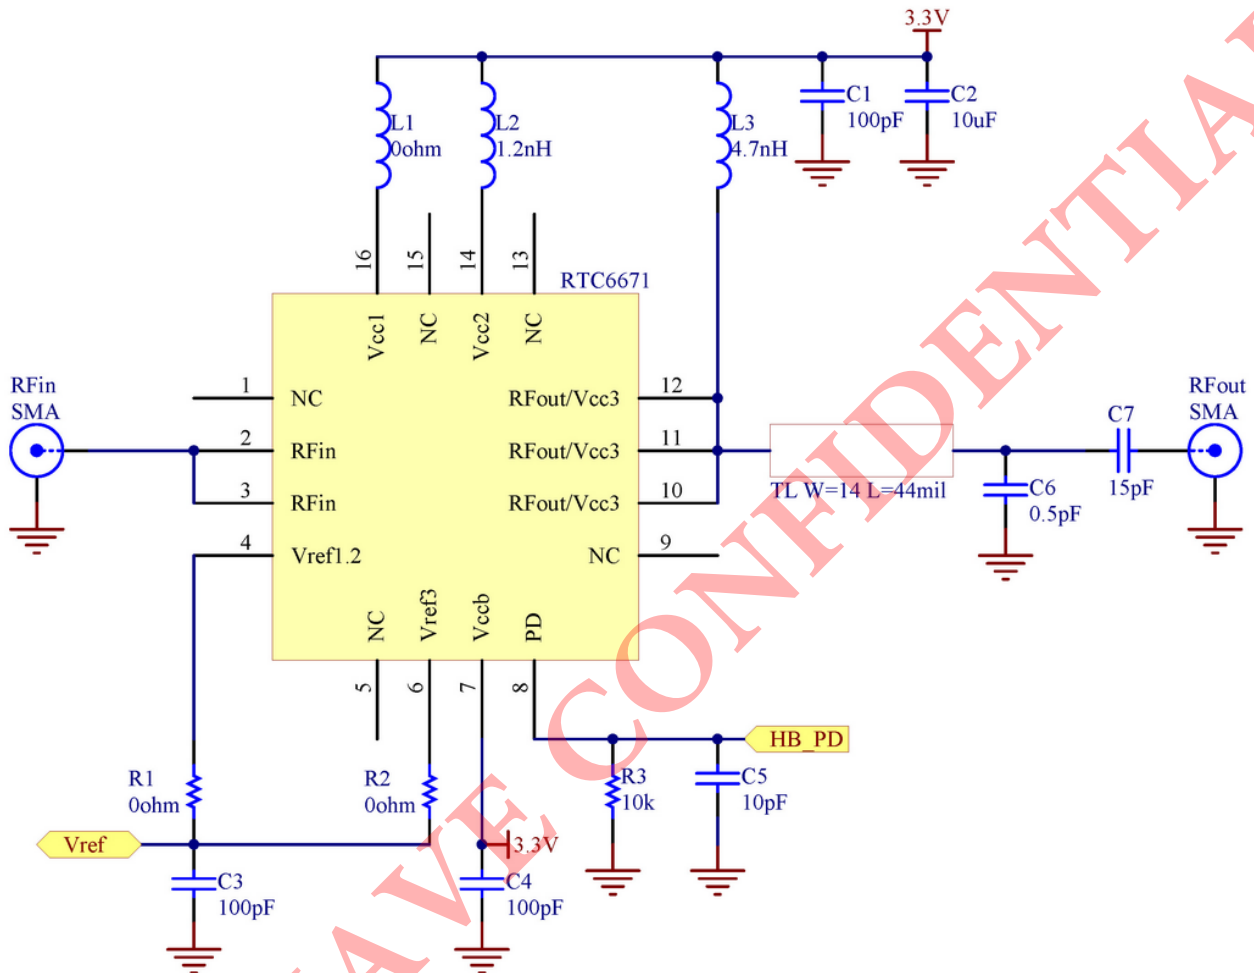 3.3V
L1
0ohm
L2
1.2nH
L3
4.7nH
C1
100pF
C2
10uF
16
15
14
13
RTC6671
Vcc1
NC
Vcc2
NC
RFin
SMA
1
NC
2
RFin
3
RFin
4
Vref1.2
RFout/Vcc3
12
RFout/Vcc3
11
RFout/Vcc3
10
NC
9
TL W=14 L=44mil
C6
0.5pF
C7
15pF
RFout
SMA
NC
Vref3
Vccb
PD
5
6
7
8
R1
0ohm
R2
0ohm
Vref
C3
100pF
3.3V
C4
100pF
R3
10k
C5
10pF
HB_PD
AVE CONFIDENTIAL